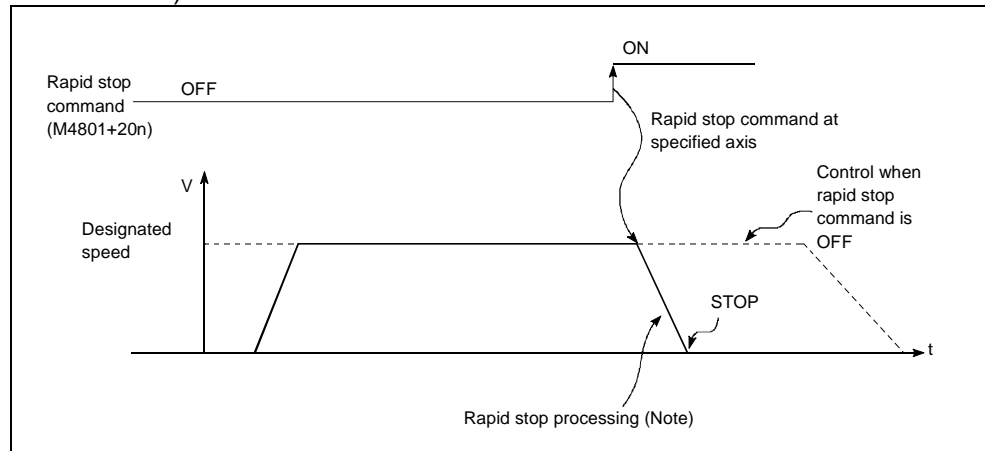 ON
Rapid stop
command
(M4801+20n)
OFF
Rapid stop command at
specified axis
V
Control when
rapid stop
command is
OFF
Designated
speed
STOP
t
Rapid stop processing (Note)